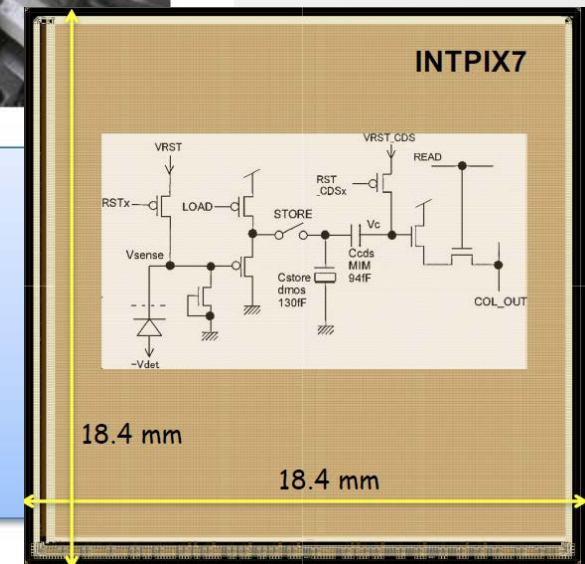 INTPIX7
VRST
VRST_CDS
READ
RSTx
LOAD
RST
_CDSx
STORE
Vc
Vsense
Ccds
MIM
94fF
Cstore
dmos
130fF
COL_OUT
-Vdet
18.4 mm
18.4 mm